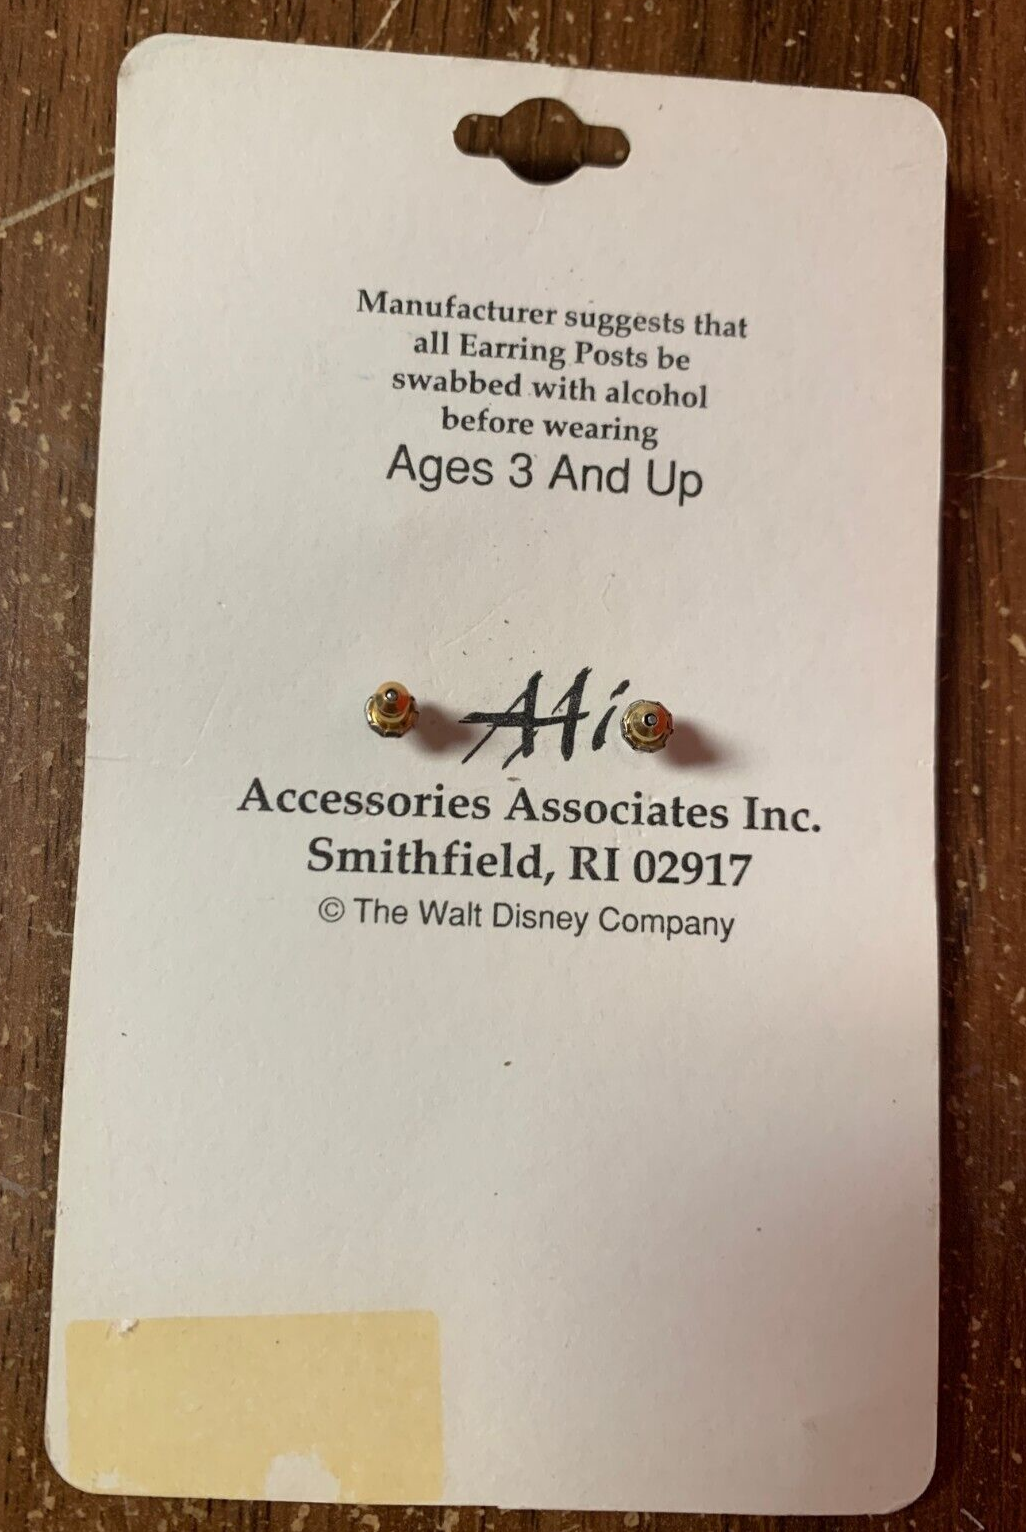 Manufacturer suggests that
all Earring Posts be
swabbed with alcohol
before wearing
Ages 3 And Up
AAi
Accessories Associates Inc.
Smithfield, RI 02917
© The Walt Disney Company